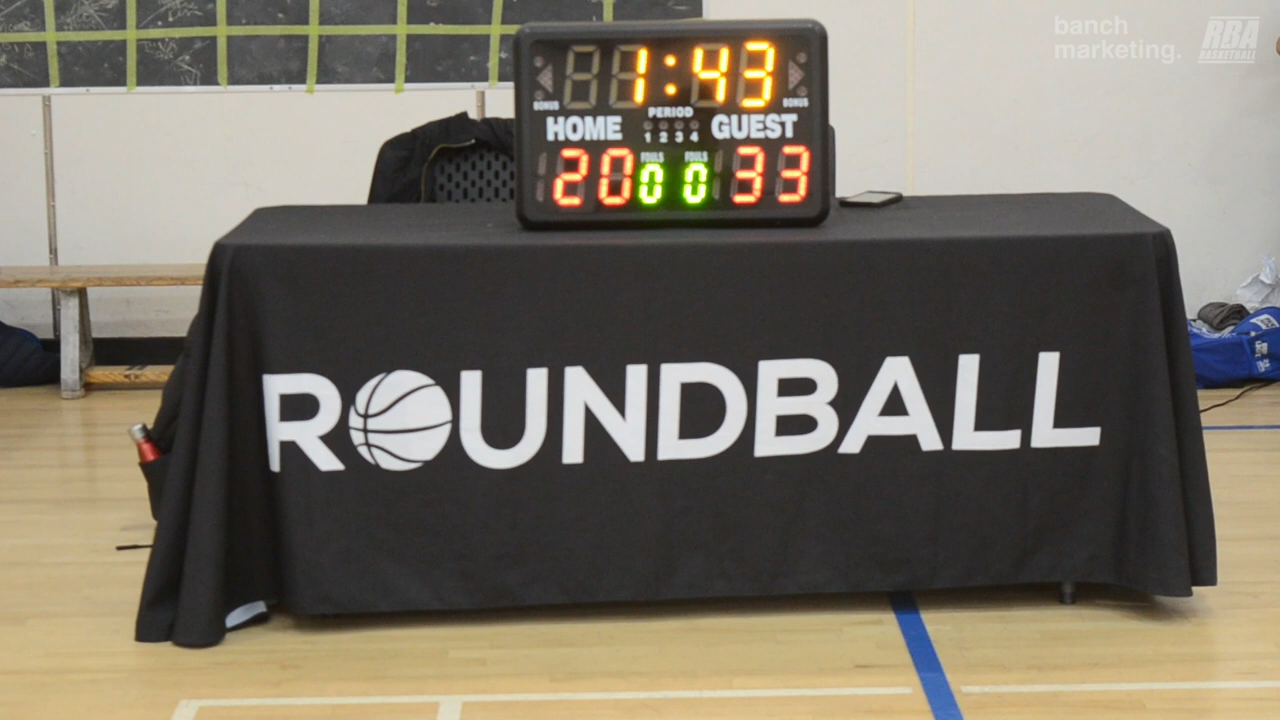 banch
marketing.
RBA
BASKETBALL
1:43
BONUS PERIOD BONUS
HOME 1 2 3 4 GUEST
FOULS FOULS
20 0 0 33
ROUNDBALL